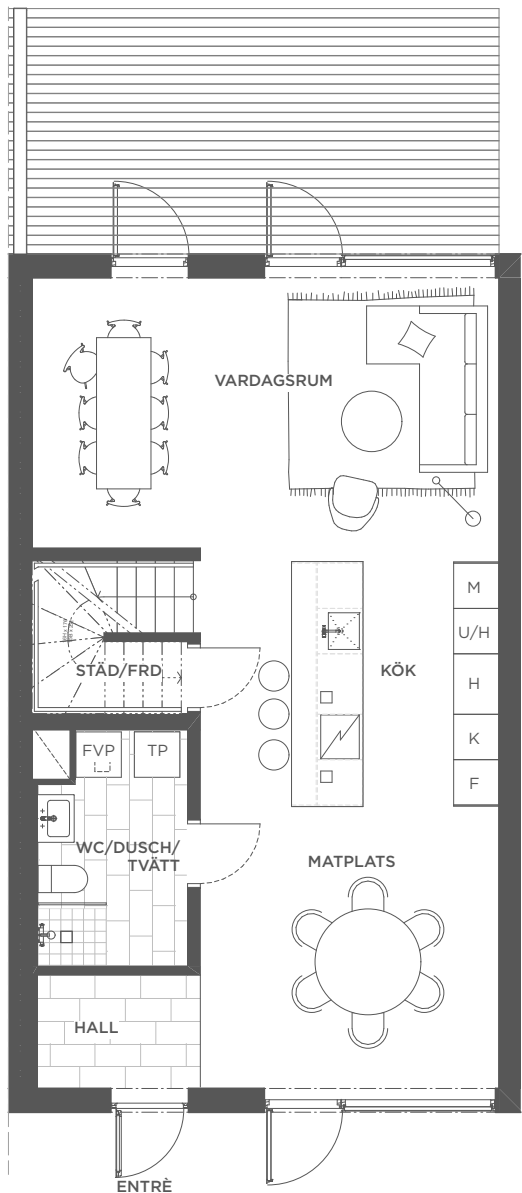 VARDAGSRUM
M
U/H
STÄD/FRD
KÖK
H
K
FVP
TP
F
WC/DUSCH/
TVÄTT
MATPLATS
HALL
ENTRÈ